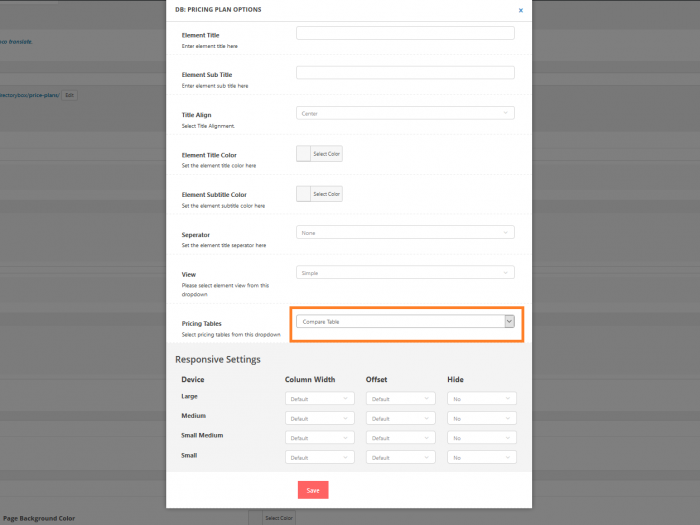 DB: PRICING PLAN OPTIONS
x
Element Title
Enter element title here
Element Sub Title
Enter element sub title here
Title Align
Center
Select Title Alignment.
Element Title Color
Select Color
Set the element title color here
Element Subtitle Color
Select Color
Set the element subtitle color here
Seperator
None
Set the element title seperator here
View
Simple
Please select element view from this
dropdown
Pricing Tables
Compare Table
Select pricing tables from this dropdown
Responsive Settings
Device Column Width Offset Hide
Large Default Default No
Medium Default Default No
Small Medium Default Default No
Small Default Default No
Save
translate.
/price-plans/ Edit
Page Background Color Select Color